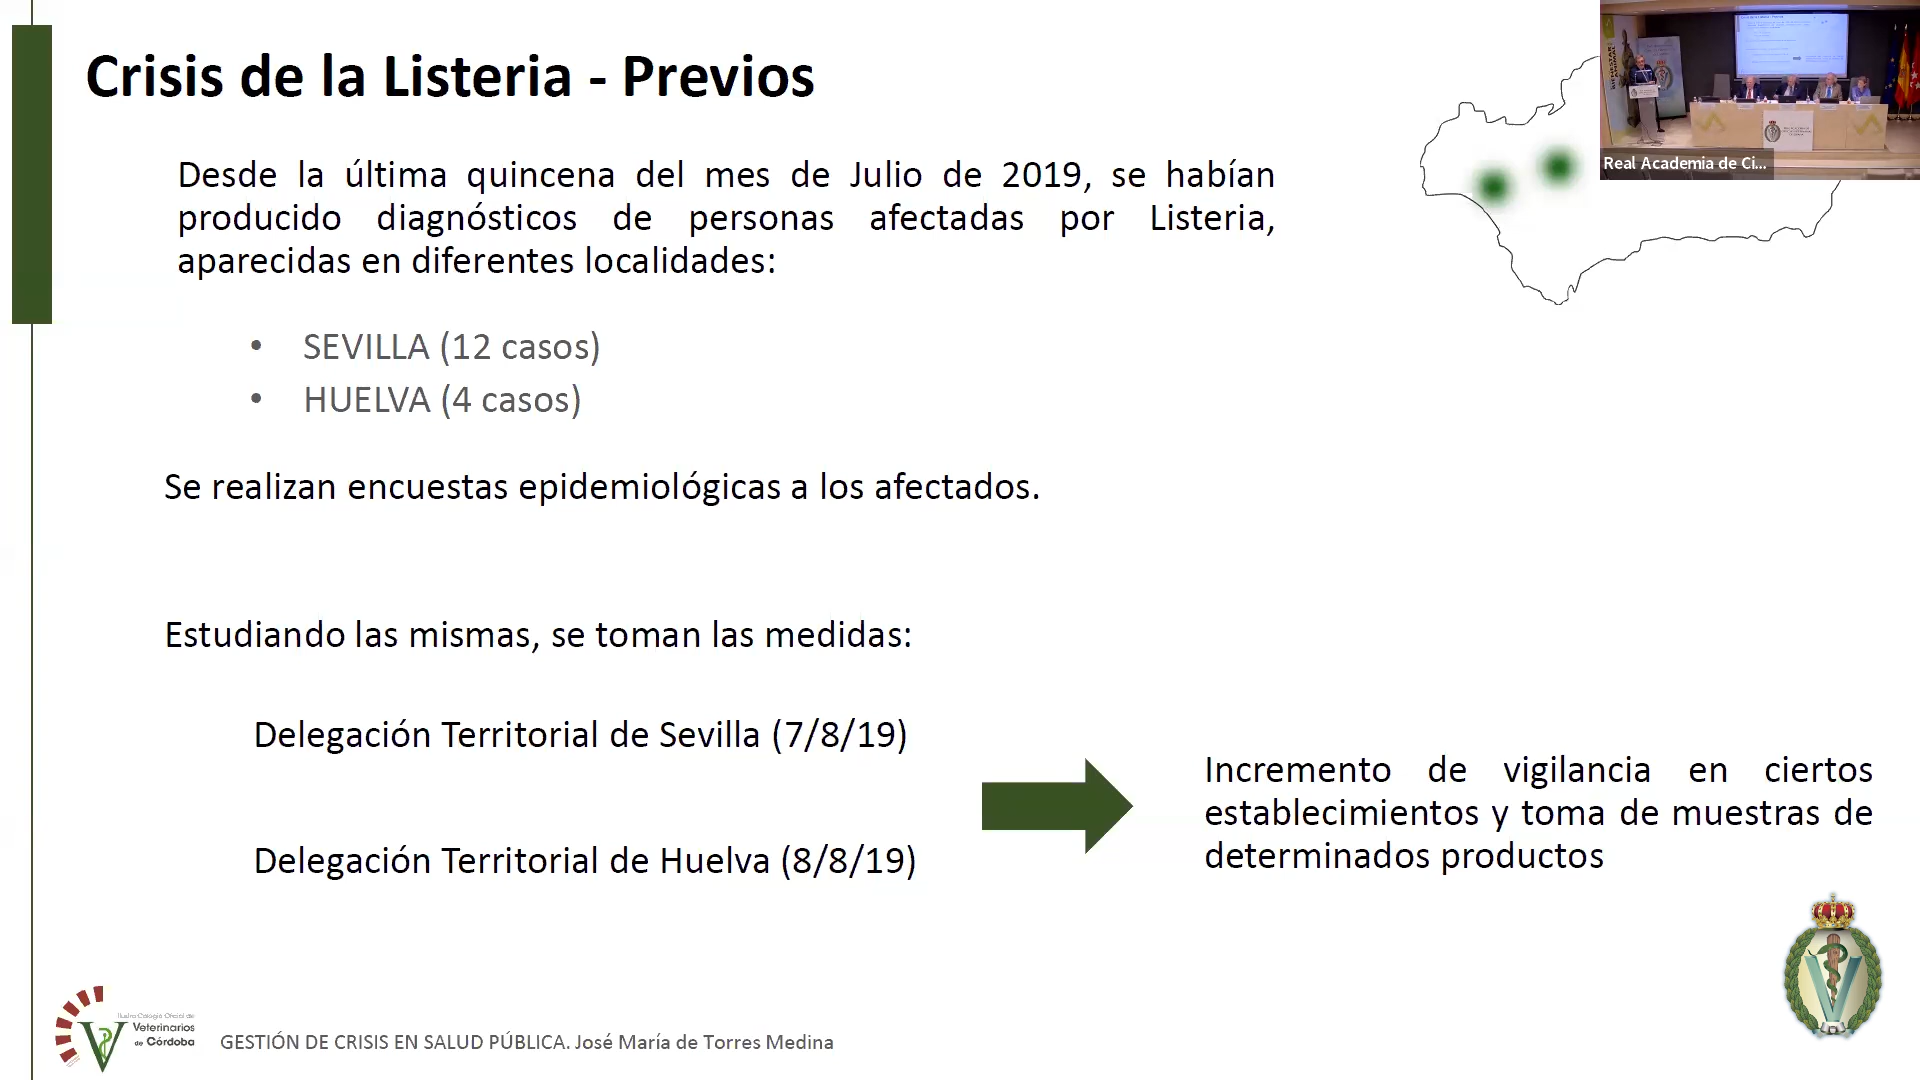 Crisis de la Listeria - Previos
Real Academia de Ci...
Desde la última quincena del mes de Julio de 2019, se habían
producido diagnósticos de personas afectadas por Listeria,
aparecidas en diferentes localidades:
• SEVILLA (12 casos)
• HUELVA (4 casos)
Se realizan encuestas epidemiológicas a los afectados.
Estudiando las mismas, se toman las medidas:
Delegación Territorial de Sevilla (7/8/19)
Delegación Territorial de Huelva (8/8/19)
Incremento de vigilancia en ciertos
establecimientos y toma de muestras de
determinados productos
Ilustre Colegio Oficial de
Veterinarios
de Córdoba
GESTIÓN DE CRISIS EN SALUD PÚBLICA. José María de Torres Medina